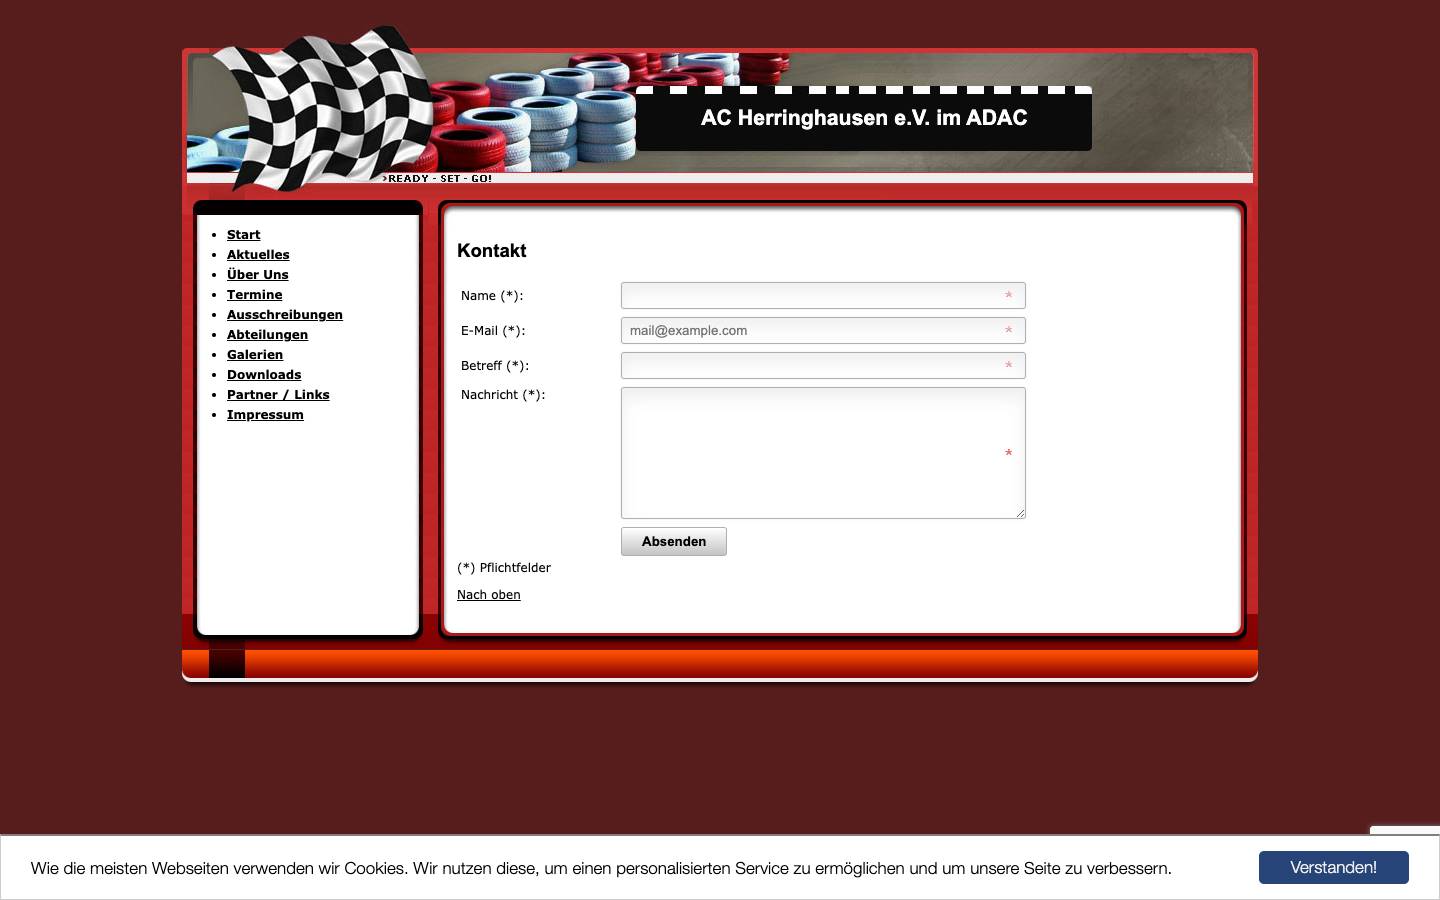 AC Herringhausen e.V. im ADAC
>READY - SET - GO!
Start
Aktuelles
Über Uns
Termine
Ausschreibungen
Abteilungen
Galerien
Downloads
Partner / Links
Impressum
Kontakt
Name (*):
*
E-Mail (*):
mail@example.com *
Betreff (*):
*
Nachricht (*):
*
Absenden
(*) Pflichtfelder
Nach oben
Wie die meisten Webseiten verwenden wir Cookies. Wir nutzen diese, um einen personalisierten Service zu ermöglichen und um unsere Seite zu verbessern.
Verstanden!